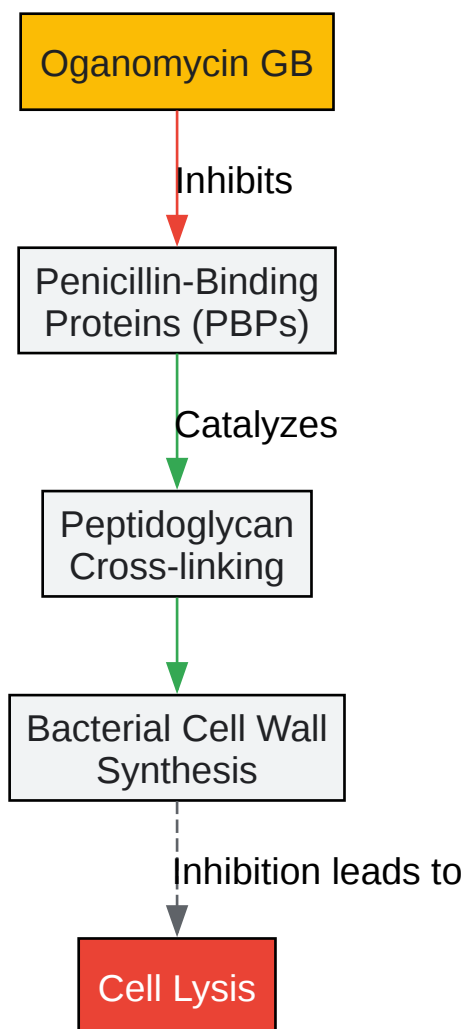 Oganomycin GB
Inhibits
Penicillin-Binding
Proteins (PBPs)
Catalyzes
Peptidoglycan
Cross-linking
Bacterial Cell Wall
Synthesis
Inhibition leads to
Cell Lysis